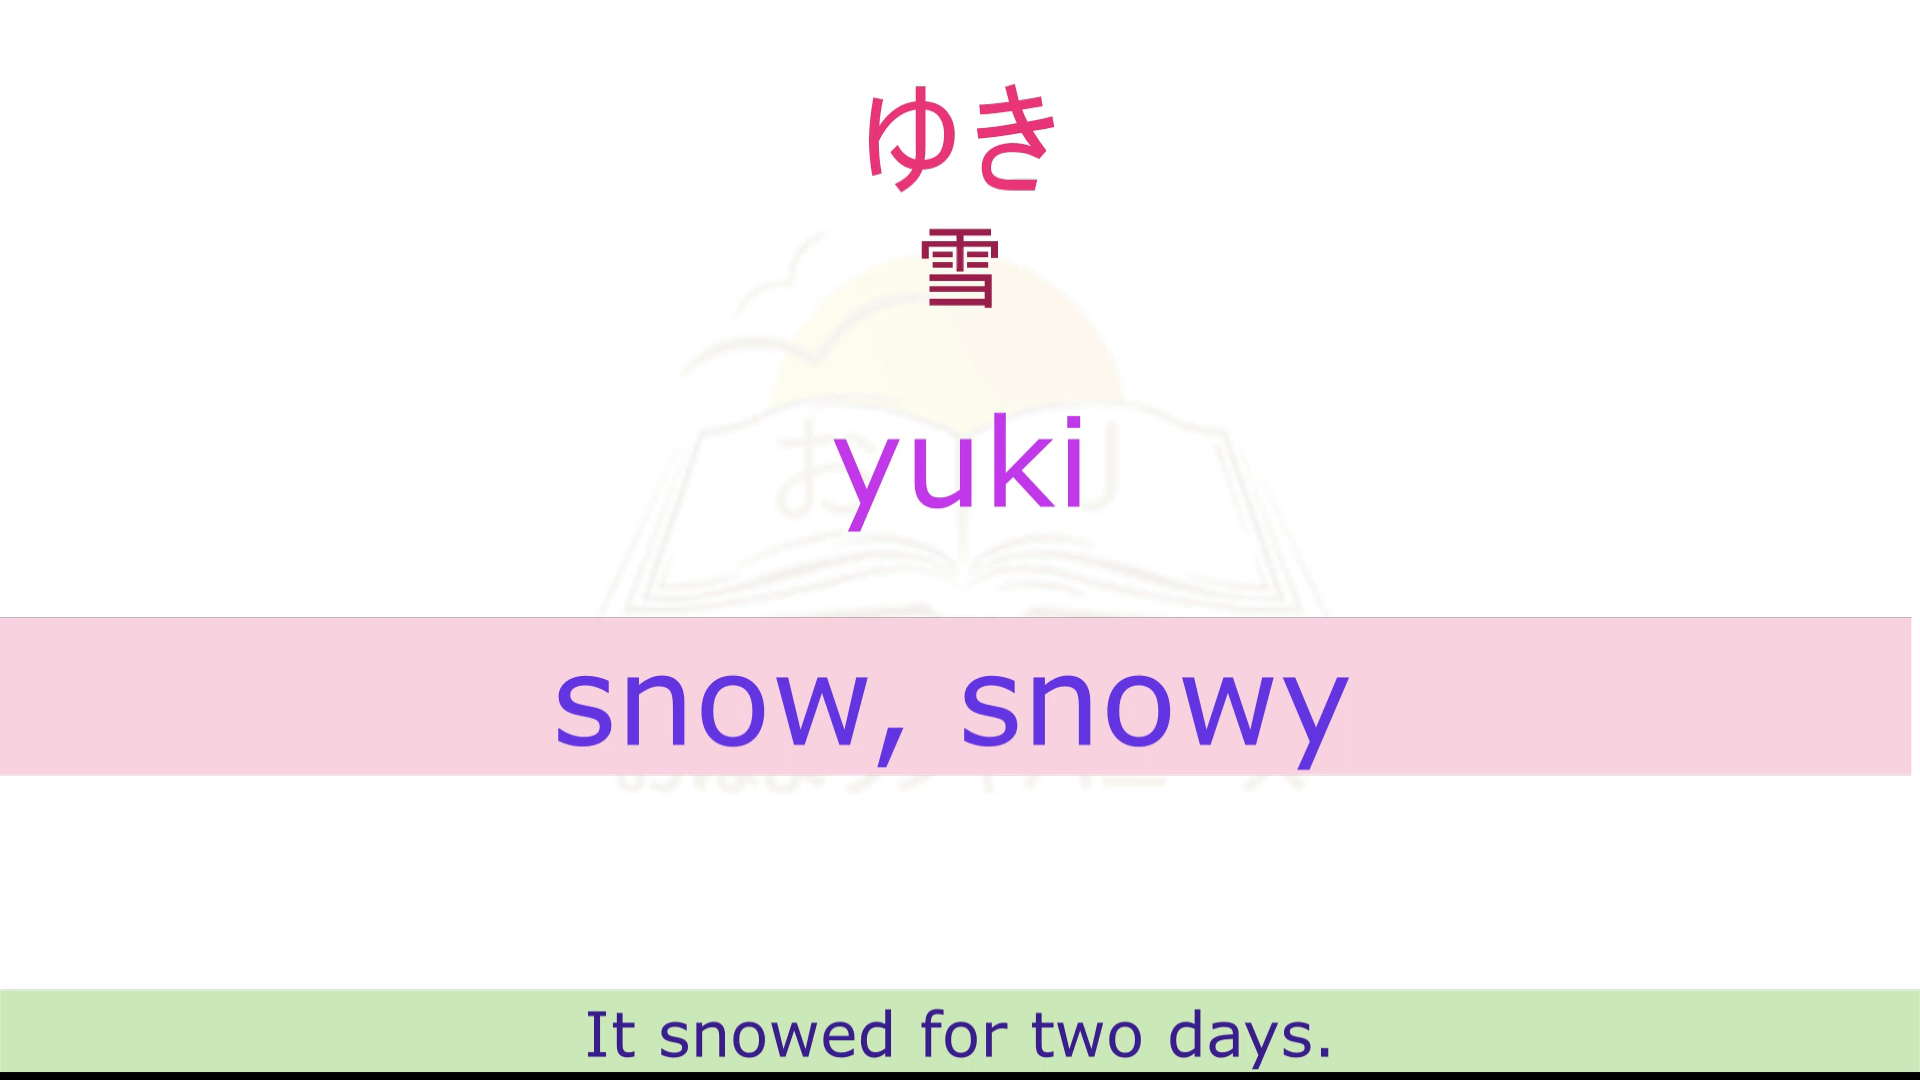 ゆき
雪
yuki
snow, snowy
It snowed for two days.